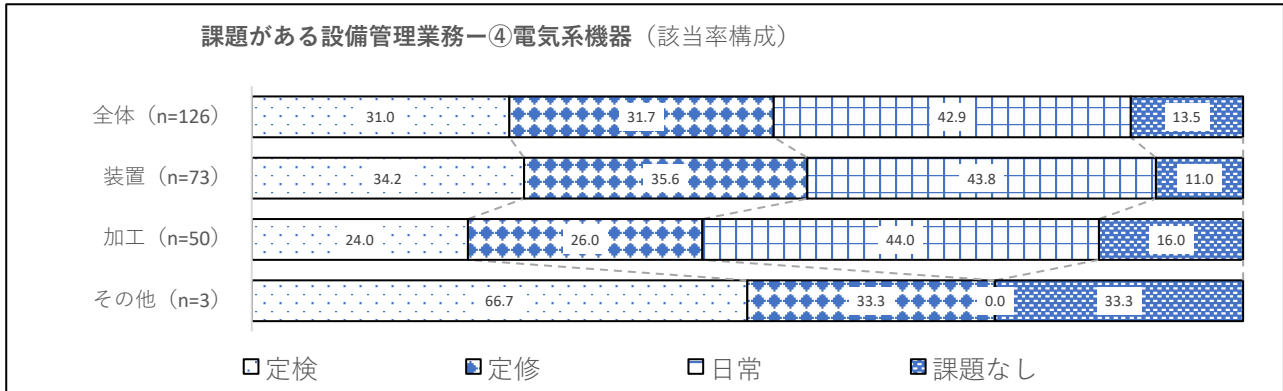 課題がある設備管理業務ー④電気系機器（該当率構成）
全体（n=126） 31.0 31.7 42.9 13.5
装置（n=73） 34.2 35.6 43.8 11.0
加工（n=50） 24.0 26.0 44.0 16.0
その他（n=3） 66.7 33.3 0.0 33.3
定検 定修 日常 課題なし